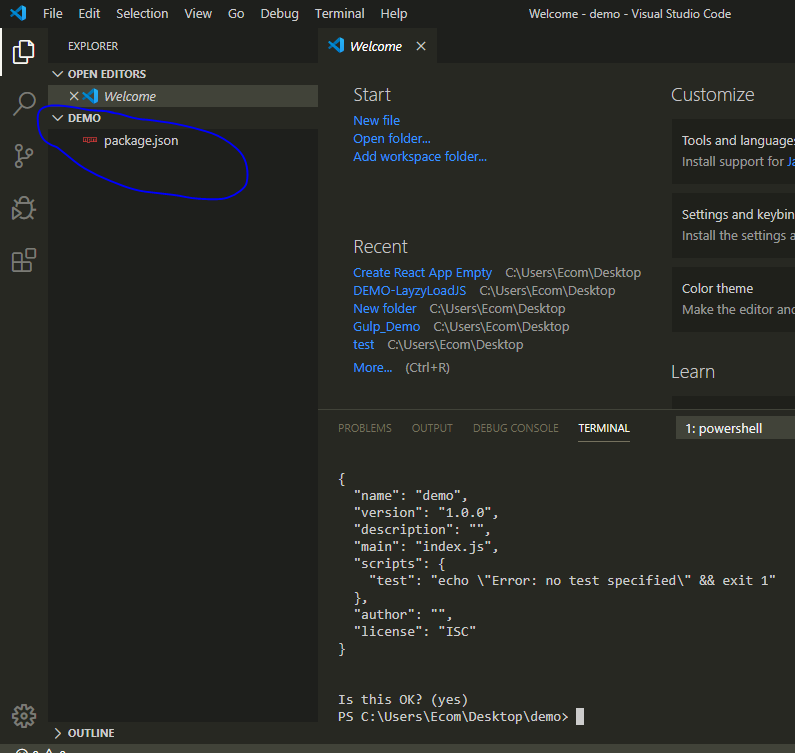 File Edit Selection View Go Debug Terminal Help Welcome - demo - Visual Studio Code
EXPLORER
OPEN EDITORS
Welcome
DEMO
package.json
OUTLINE
Welcome
Start
New file
Open folder...
Add workspace folder...
Recent
Create React App Empty C:\Users\Ecom\Desktop
DEMO-LayzyLoadJS C:\Users\Ecom\Desktop
New folder C:\Users\Ecom\Desktop
Gulp_Demo C:\Users\Ecom\Desktop
test C:\Users\Ecom\Desktop
More... (Ctrl+R)
Customize
Tools and languages
Install support for Ja
Settings and keybin
Install the settings a
Color theme
Make the editor and
Learn
PROBLEMS OUTPUT DEBUG CONSOLE TERMINAL 1: powershell
{
"name": "demo",
"version": "1.0.0",
"description": "",
"main": "index.js",
"scripts": {
"test": "echo \"Error: no test specified\" && exit 1"
},
"author": "",
"license": "ISC"
}
Is this OK? (yes)
PS C:\Users\Ecom\Desktop\demo>